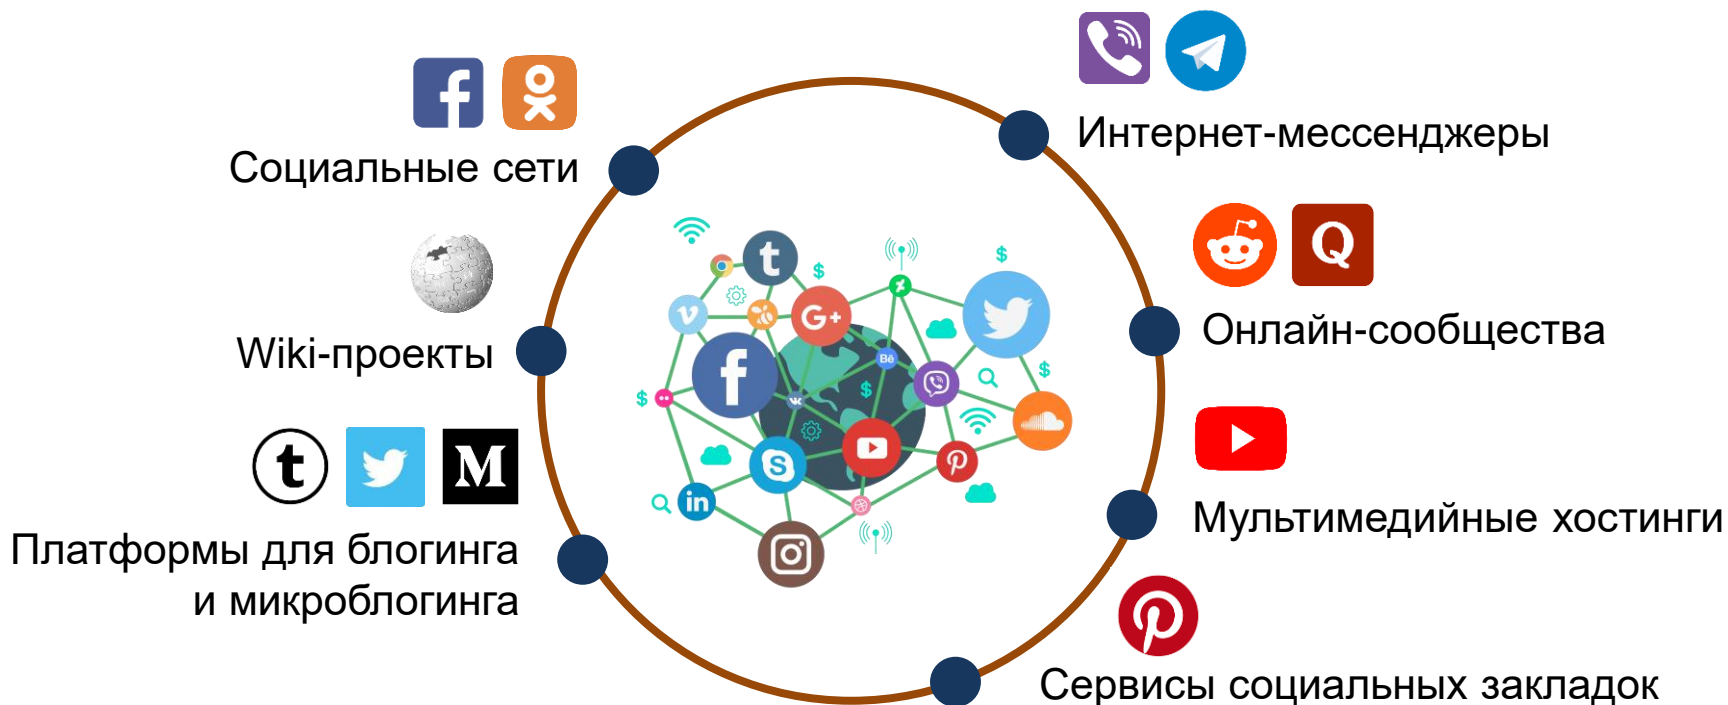 Социальные сети
Wiki-проекты
Платформы для блогинга
и микроблогинга
Интернет-мессенджеры
Онлайн-сообщества
Мультимедийные хостинги
Сервисы социальных закладок